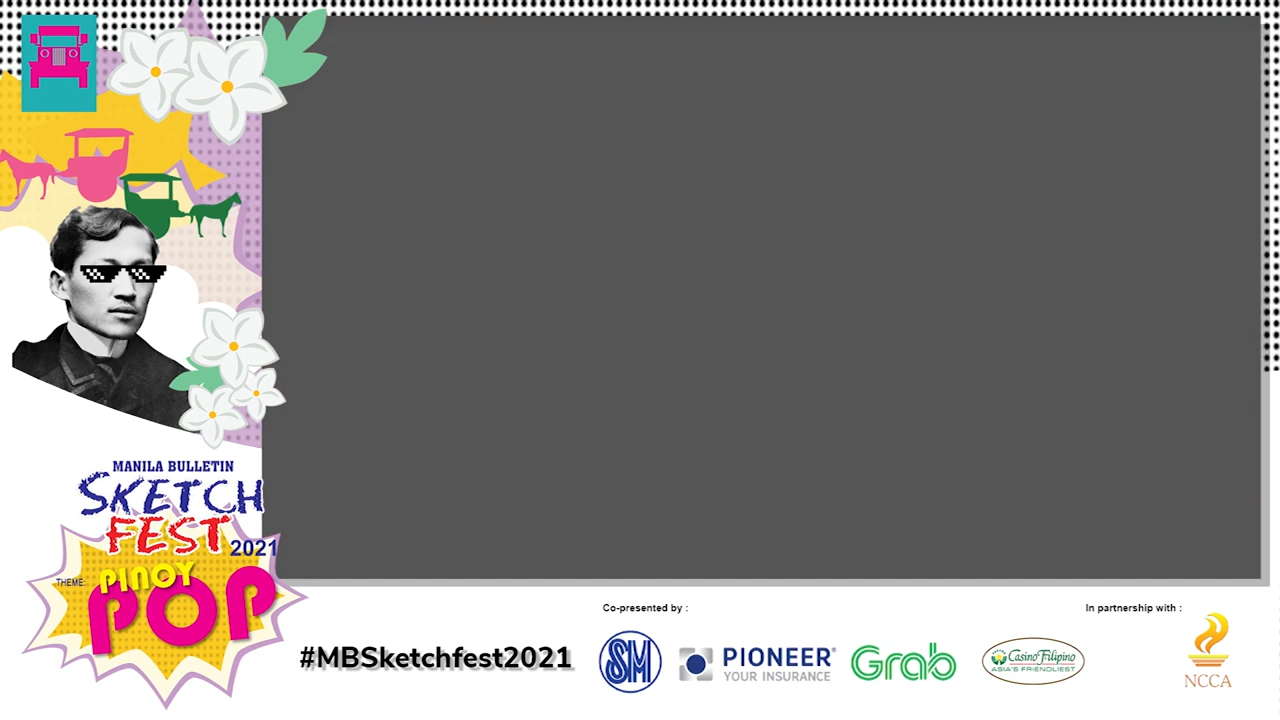 MANILA BULLETIN
SKETCH
FEST
2021
THEME:
PINOY
POP
#MBSketchfest2021
Co-presented by :
SM
PIONEER®
YOUR INSURANCE
Grab
Casino Filipino
ASIA'S FRIENDLIEST
In partnership with :
NCCA